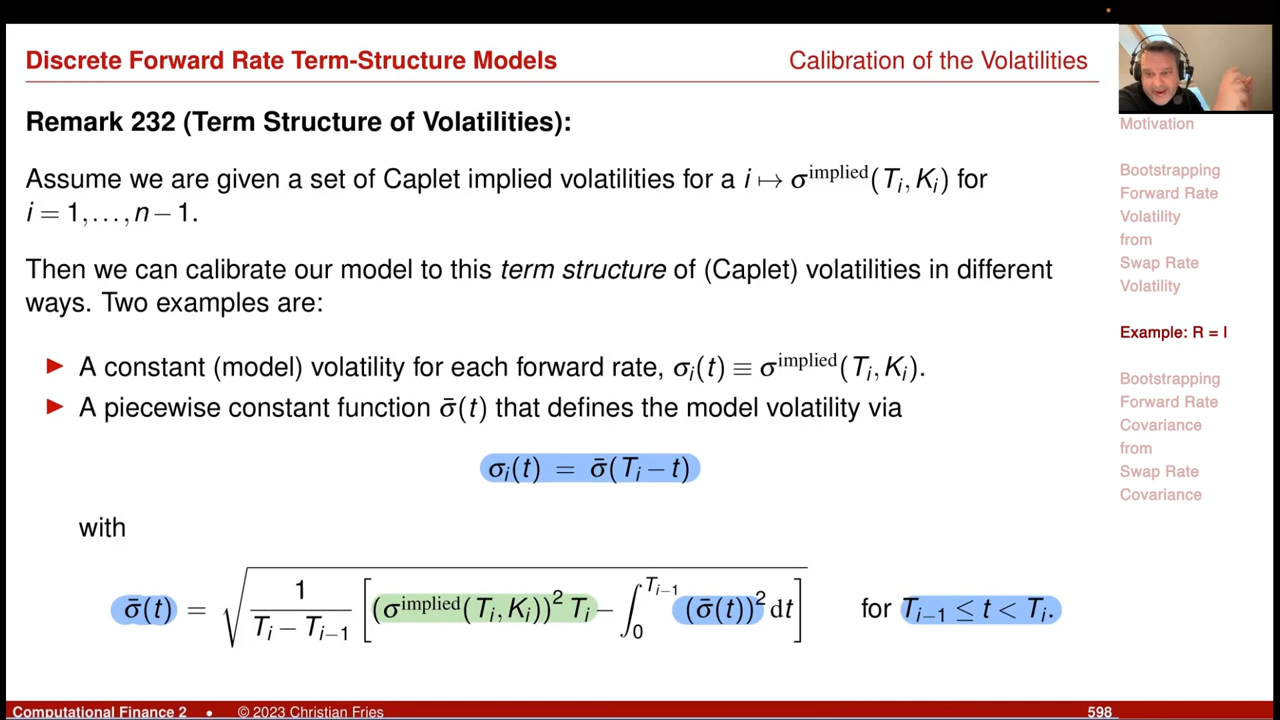 Discrete Forward Rate Term-Structure Models
Calibration of the Volatilities
Remark 232 (Term Structure of Volatilities):
Assume we are given a set of Caplet implied volatilities for a i ↦ σ^implied(T_i, K_i) for
i = 1, . . . , n − 1.
Then we can calibrate our model to this term structure of (Caplet) volatilities in different
ways. Two examples are:
► A constant (model) volatility for each forward rate, σ_i(t) ≡ σ^implied(T_i, K_i).
► A piecewise constant function σ̄(t) that defines the model volatility via
σ_i(t) = σ̄(T_i − t)
with
σ̄(t) = √( 1/(T_i − T_{i−1}) [ (σ^implied(T_i, K_i))² T_i − ∫_0^{T_{i−1}} (σ̄(t))² dt ] ) for T_{i−1} ≤ t < T_i.
Motivation
Bootstrapping
Forward Rate
Volatility
from
Swap Rate
Volatility
Example: R = I
Bootstrapping
Forward Rate
Covariance
from
Swap Rate
Covariance
Computational Finance 2 • © 2023 Christian Fries
598